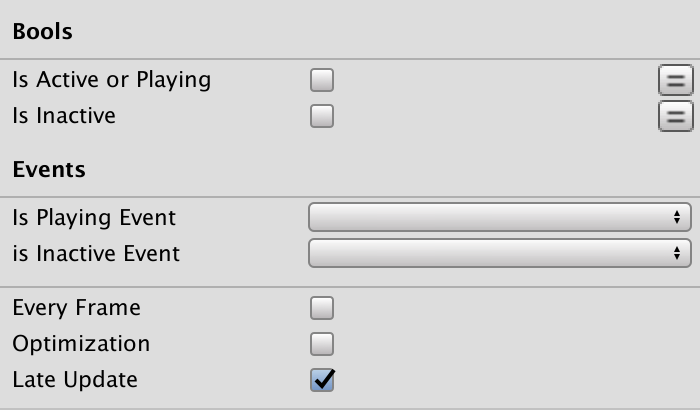 Bools
Is Active or Playing
Is Inactive
Events
Is Playing Event
is Inactive Event
Every Frame
Optimization
Late Update